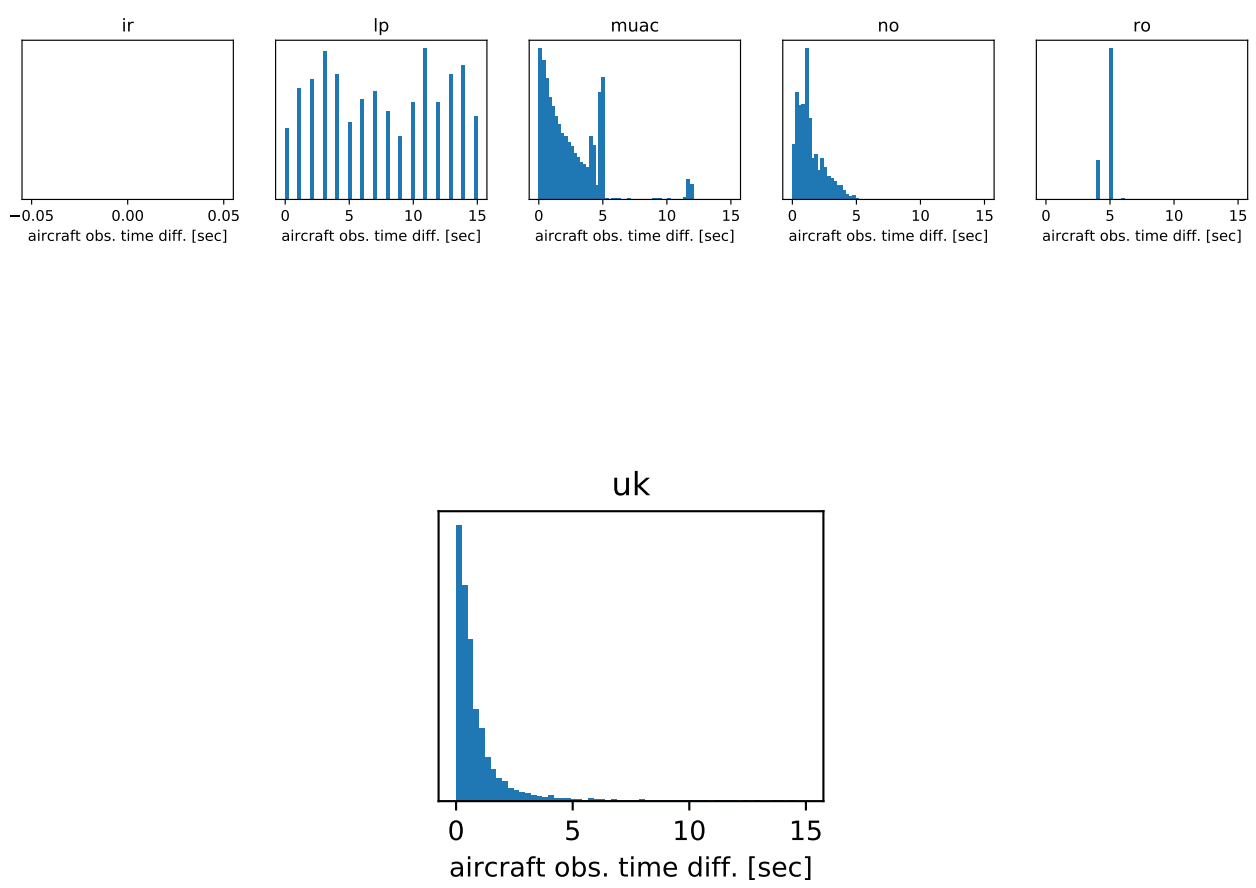 ir lp muac no ro
−0.05 0.00 0.05 0 5 10 15 0 5 10 15 0 5 10 15 0 5 10 15
aircraft obs. time diff. [sec] aircraft obs. time diff. [sec] aircraft obs. time diff. [sec] aircraft obs. time diff. [sec] aircraft obs. time diff. [sec]
uk
0 5 10 15
aircraft obs. time diff. [sec]